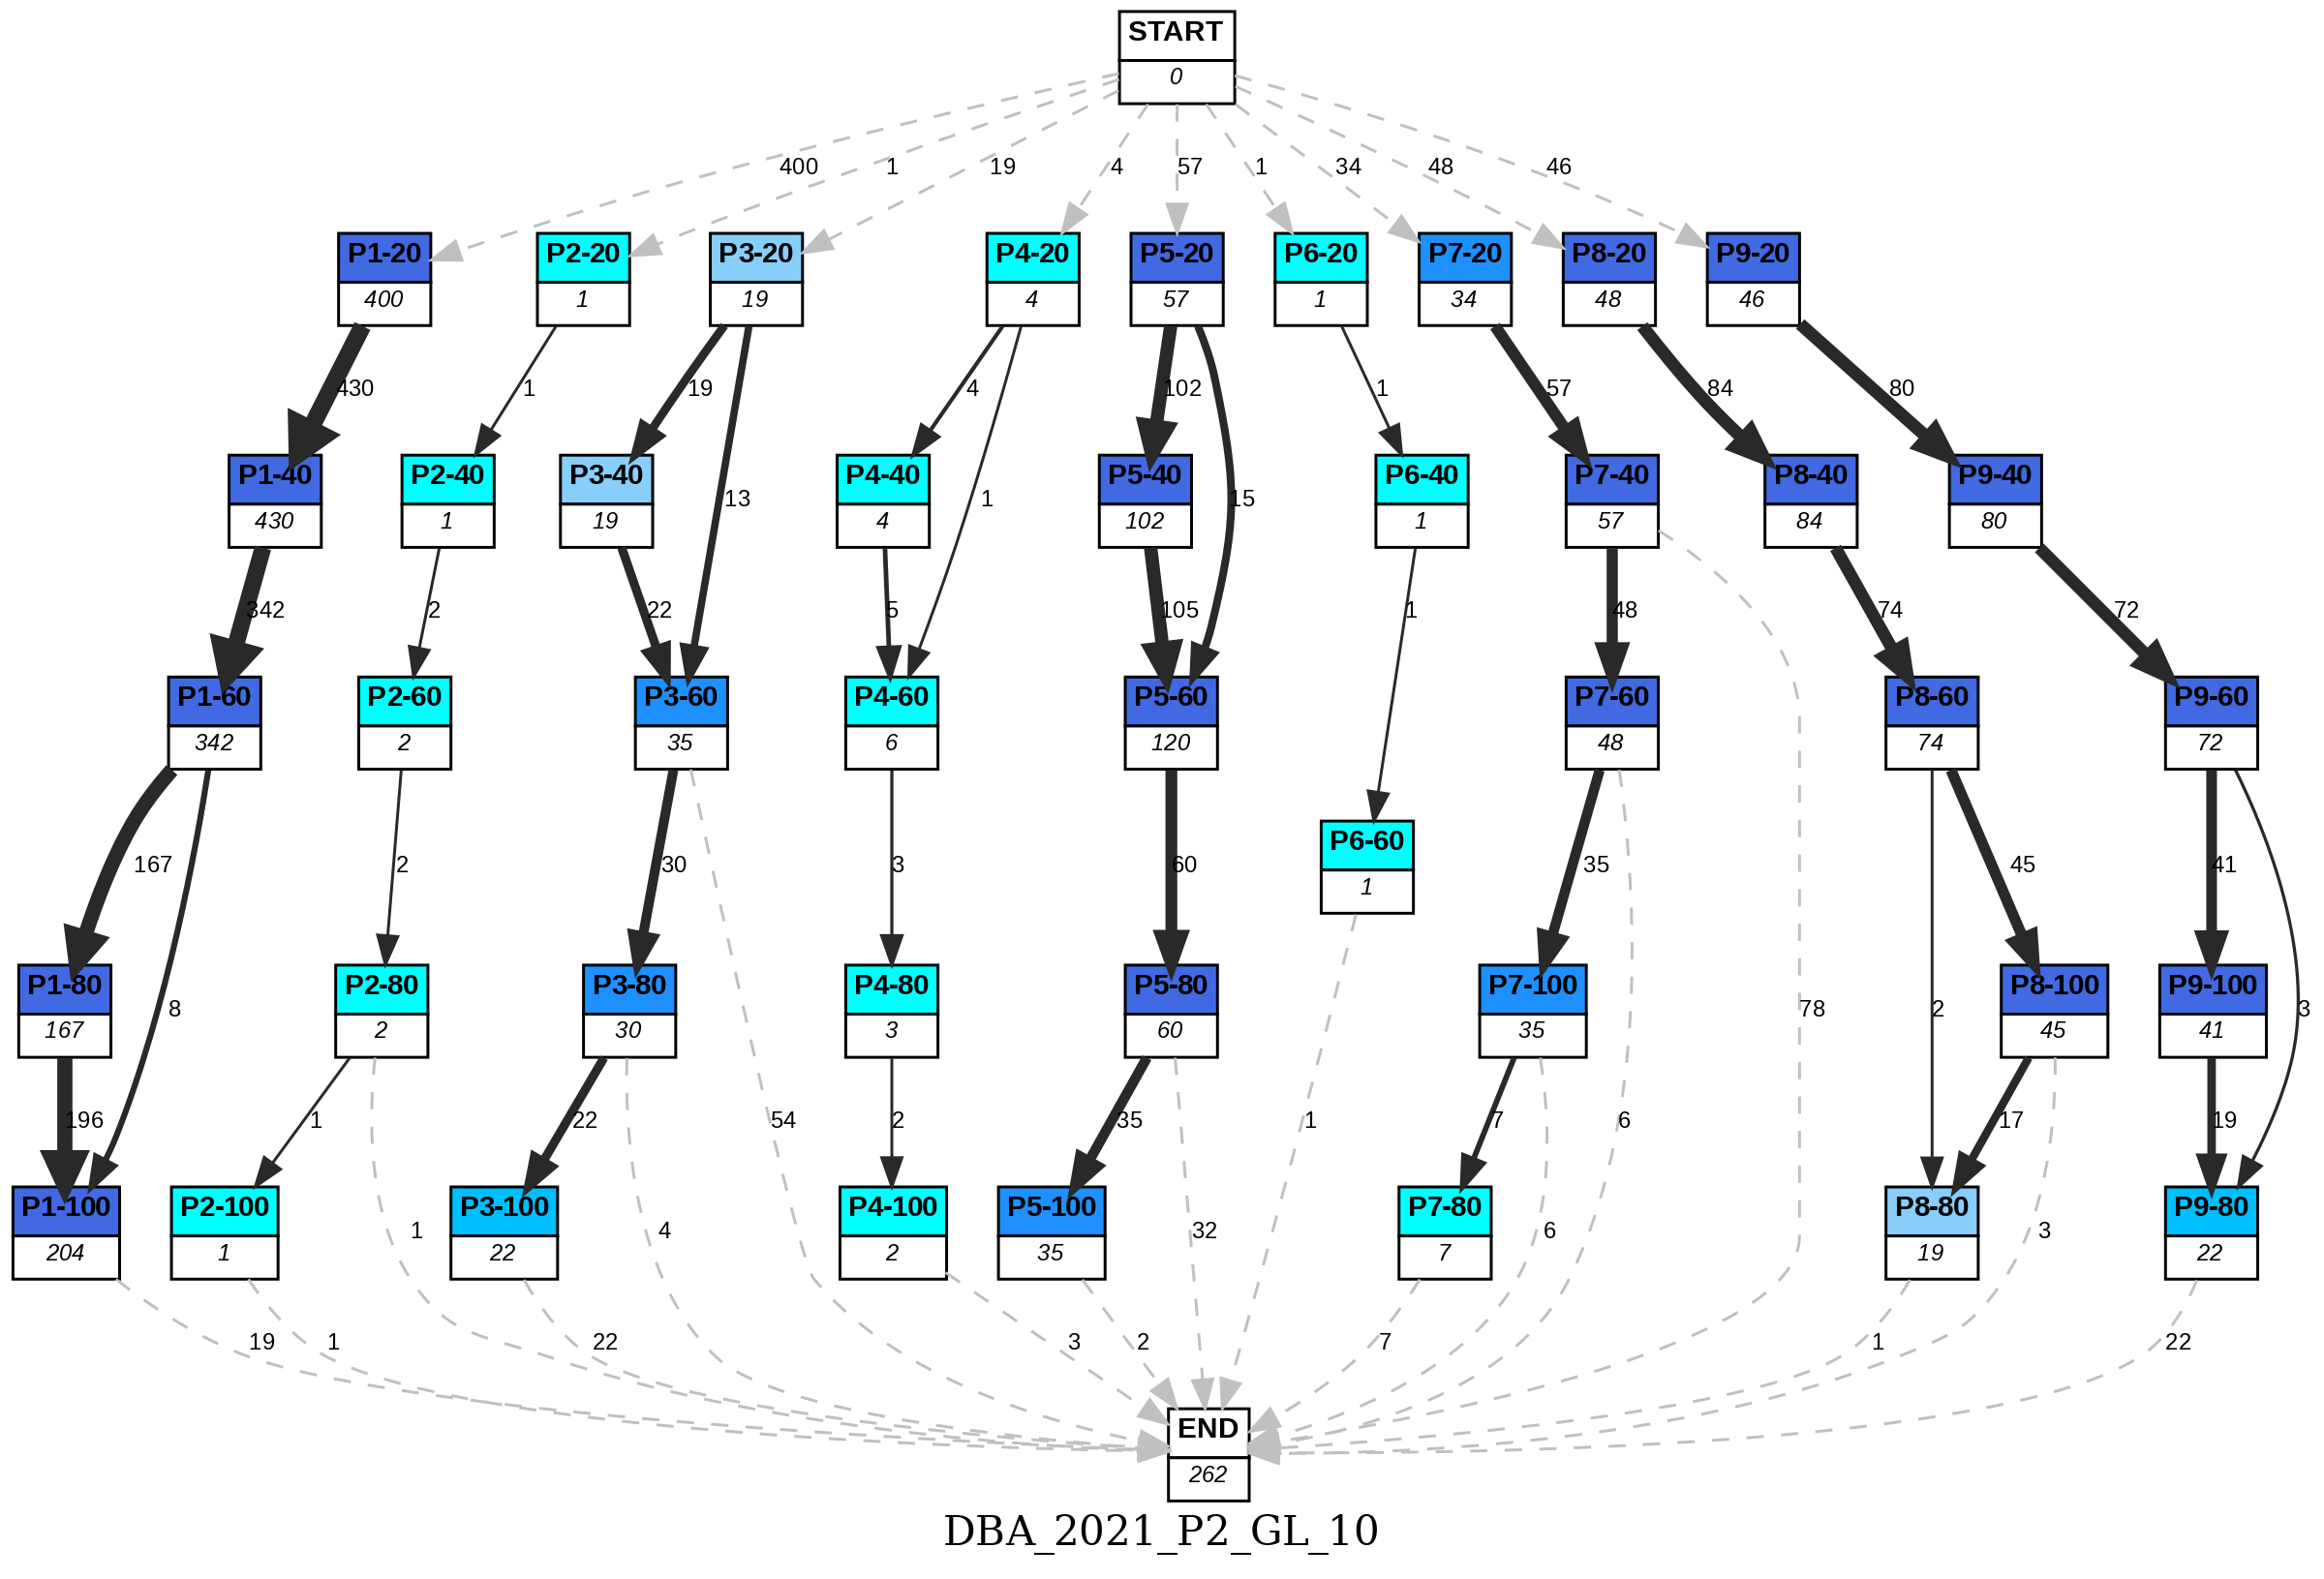 START
0
400
1
19
4
57
1
34
48
46
P1-20
400
P2-20
1
P3-20
19
P4-20
4
P5-20
57
P6-20
1
P7-20
34
P8-20
48
P9-20
46
430
1
19
4
102
1
57
84
80
13
1
15
P1-40
430
P2-40
1
P3-40
19
P4-40
4
P5-40
102
P6-40
1
P7-40
57
P8-40
84
P9-40
80
342
2
22
5
105
1
48
74
72
P1-60
342
P2-60
2
P3-60
35
P4-60
6
P5-60
120
P7-60
48
P8-60
74
P9-60
72
P6-60
1
167
2
30
3
60
35
45
41
8
54
78
2
3
P1-80
167
P2-80
2
P3-80
30
P4-80
3
P5-80
60
P7-100
35
P8-100
45
P9-100
41
196
1
22
2
35
1
7
6
17
19
P1-100
204
P2-100
1
P3-100
22
P4-100
2
P5-100
35
P7-80
7
P8-80
19
P9-80
22
1
4
32
6
3
19
1
22
3
2
7
1
22
END
262
DBA_2021_P2_GL_10